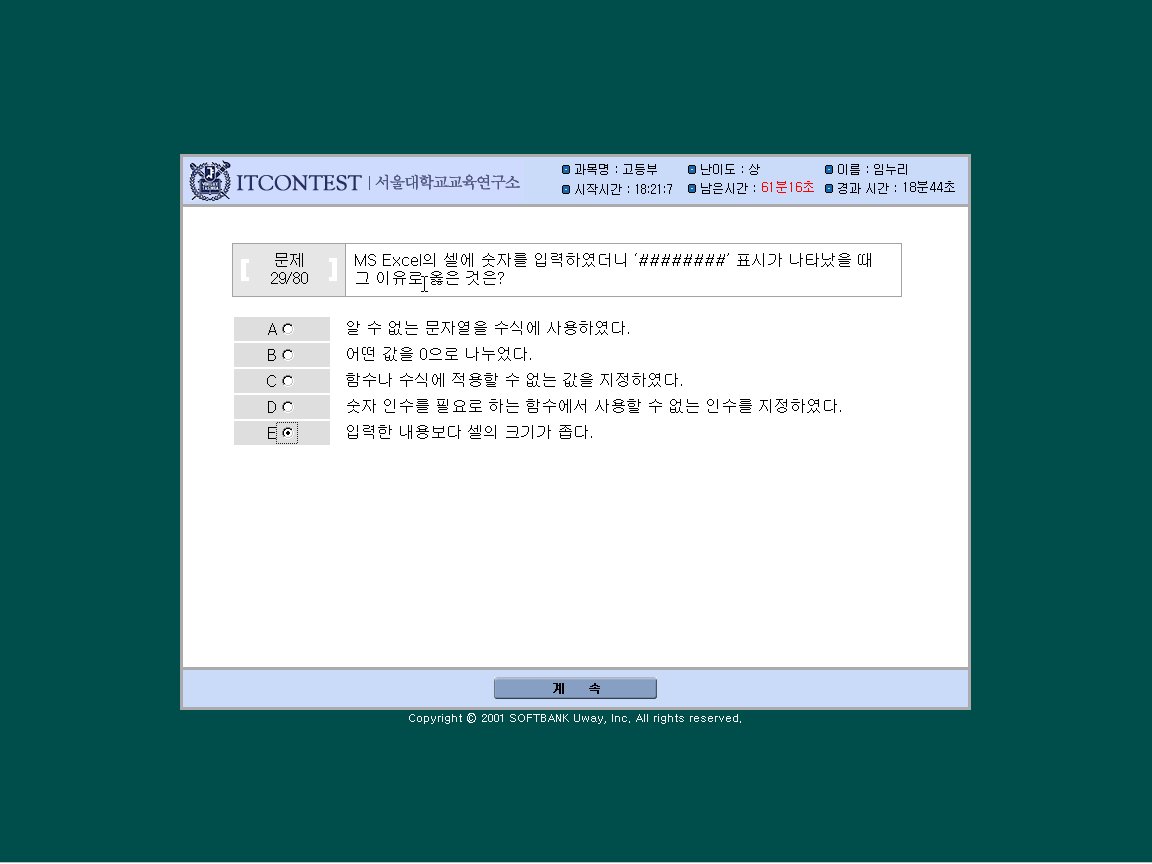 ITCONTEST | 서울대학교교육연구소
과목명 : 고등부 난이도 : 상 이름 : 임누리
시작시간 : 18:21:7 남은시간 : 61분16초 경과 시간 : 18분44초
문제
29/80
MS Excel의 셀에 숫자를 입력하였더니 '########' 표시가 나타났을 때
그 이유로 옳은 것은?
A 알 수 없는 문자열을 수식에 사용하였다.
B 어떤 값을 0으로 나누었다.
C 함수나 수식에 적용할 수 없는 값을 지정하였다.
D 숫자 인수를 필요로 하는 함수에서 사용할 수 없는 인수를 지정하였다.
E 입력한 내용보다 셀의 크기가 좁다.
계 속
Copyright © 2001 SOFTBANK Uway, Inc, All rights reserved,